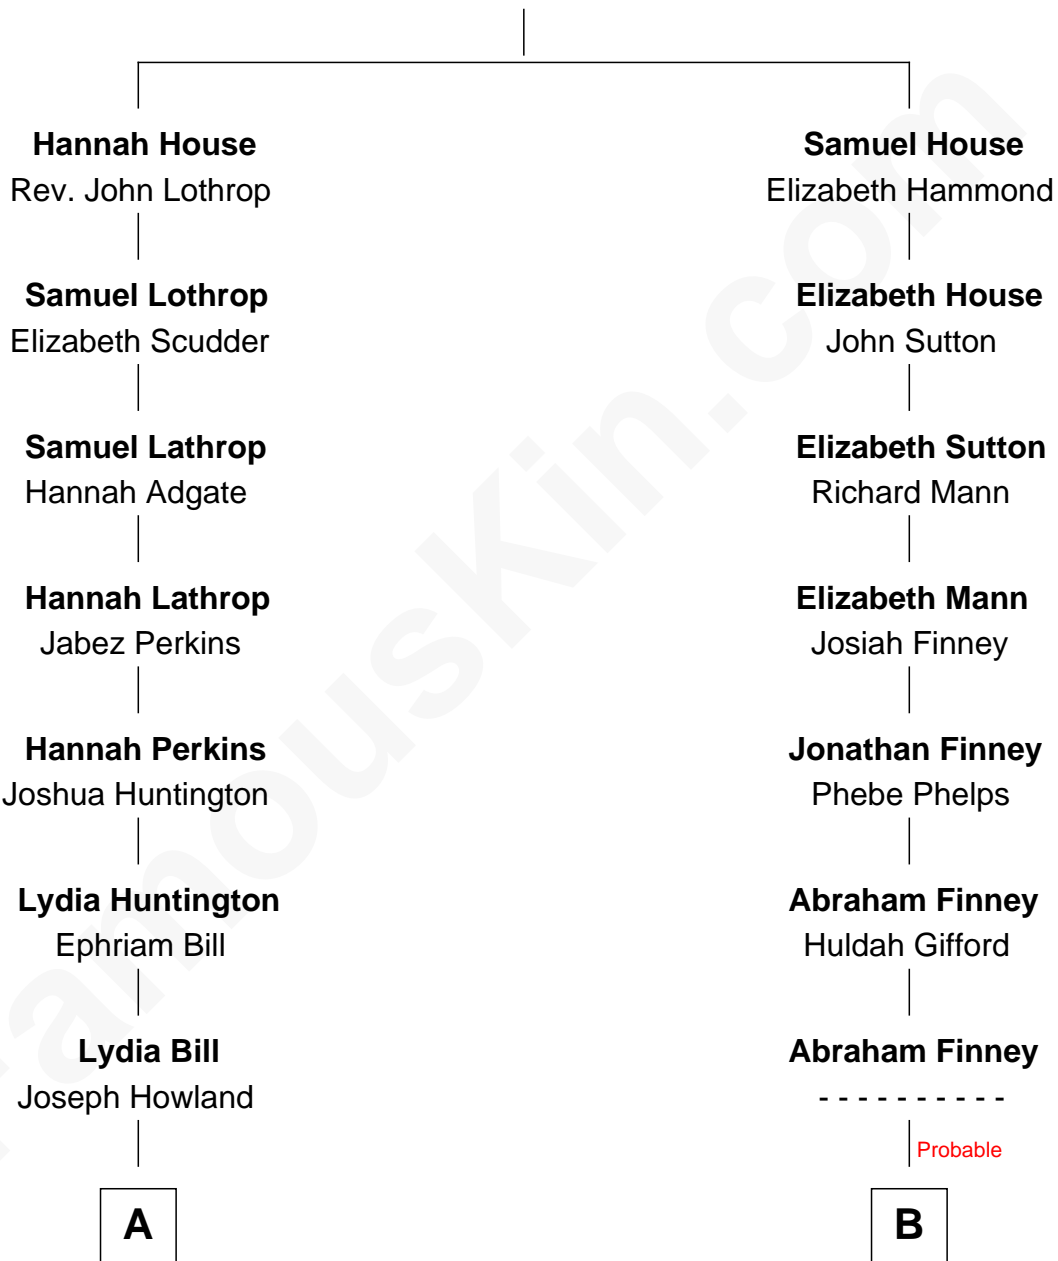 Hannah House
Rev. John Lothrop
Samuel Lothrop
Elizabeth Scudder
Samuel Lathrop
Hannah Adgate
Hannah Lathrop
Jabez Perkins
Hannah Perkins
Joshua Huntington
Lydia Huntington
Ephriam Bill
Lydia Bill
Joseph Howland
A
Samuel House
Elizabeth Hammond
Elizabeth House
John Sutton
Elizabeth Sutton
Richard Mann
Elizabeth Mann
Josiah Finney
Jonathan Finney
Phebe Phelps
Abraham Finney
Huldah Gifford
Abraham Finney
- - - - - - - - - -
Probable
B
FamousKin.com